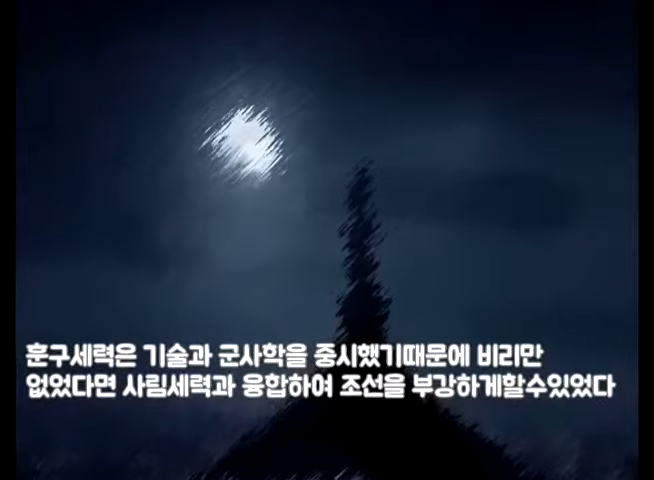 훈구세력은 기술과 군사학을 중시했기때문에 비리만
없었다면 사림세력과 융합하여 조선을 부강하게할수있었다